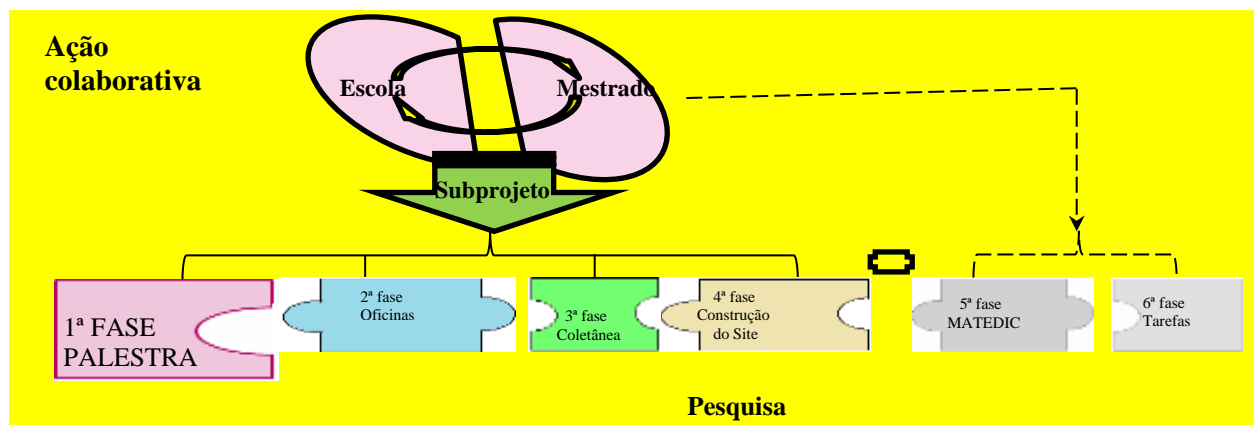 Ação
colaborativa
Escola
Mestrado
Subprojeto
1ª FASE
PALESTRA
2ª fase
Oficinas
3ª fase
Coletânea
4ª fase
Construção
do Site
5ª fase
MATEDIC
6ª fase
Tarefas
Pesquisa